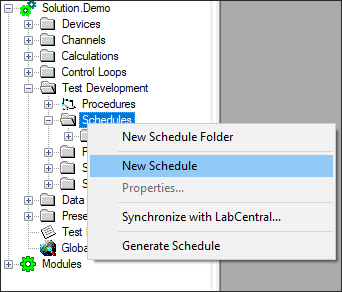 Solution.Demo
Devices
Channels
Calculations
Control Loops
Test Development
Procedures
Schedules
New Schedule Folder
New Schedule
Properties...
Synchronize with LabCentral...
Generate Schedule
P
S
S
Data
Prese
Test
Globa
Modules